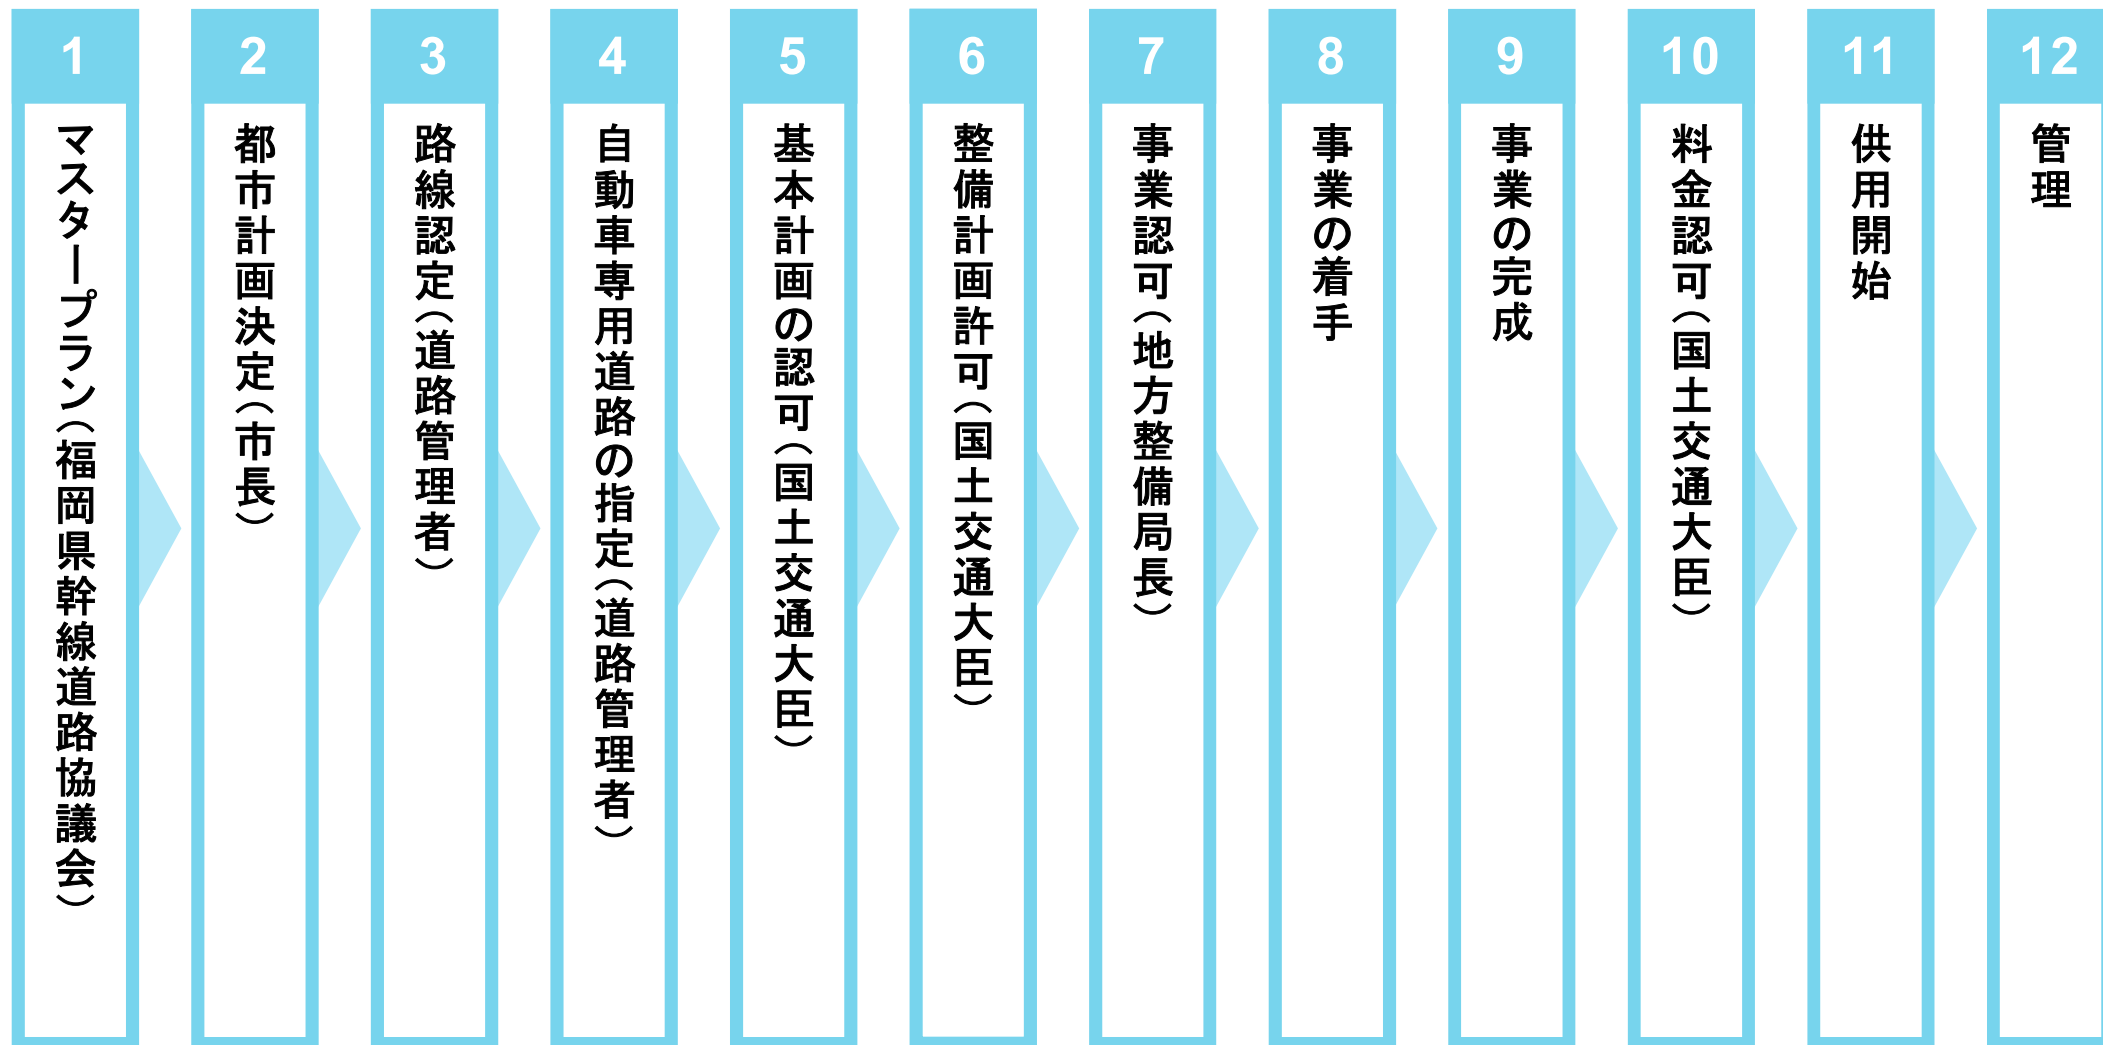 1
マスタープラン（福岡県幹線道路協議会）
2
都市計画決定（市長）
3
路線認定（道路管理者）
4
自動車専用道路の指定（道路管理者）
5
基本計画の認可（国土交通大臣）
6
整備計画許可（国土交通大臣）
7
事業認可（地方整備局長）
8
事業の着手
9
事業の完成
10
料金認可（国土交通大臣）
11
供用開始
12
管理